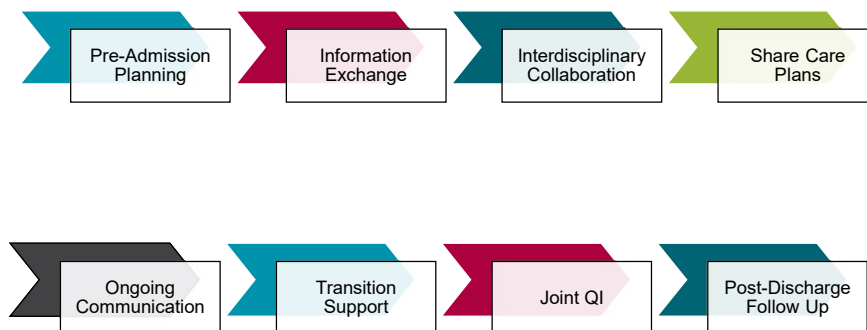 Pre-Admission
Planning
Information
Exchange
Interdisciplinary
Collaboration
Share Care
Plans
Ongoing
Communication
Transition
Support
Joint QI
Post-Discharge
Follow Up